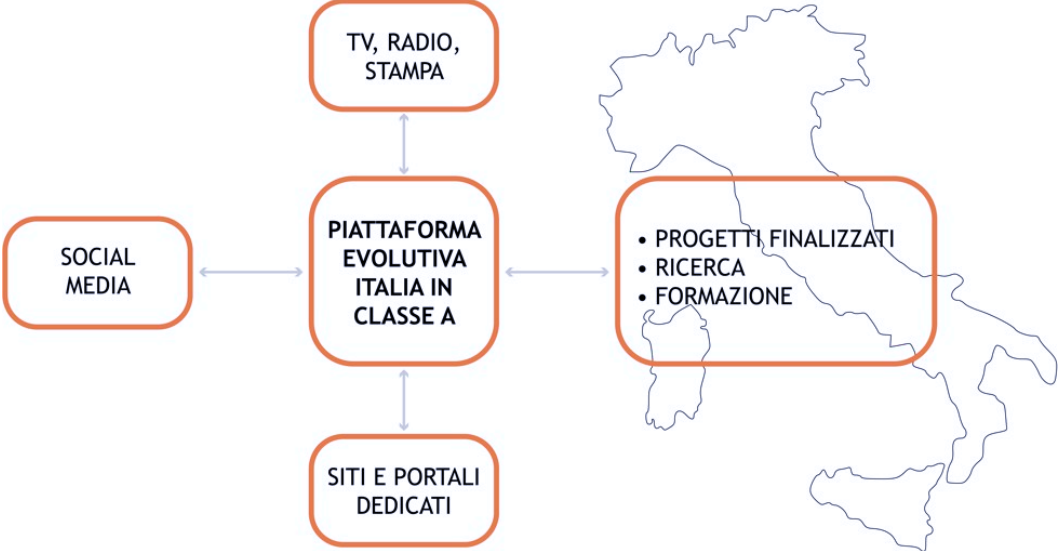 TV, RADIO,
STAMPA
SOCIAL
MEDIA
PIATTAFORMA
EVOLUTIVA
ITALIA IN
CLASSE A
• PROGETTI FINALIZZATI
• RICERCA
• FORMAZIONE
SITI E PORTALI
DEDICATI